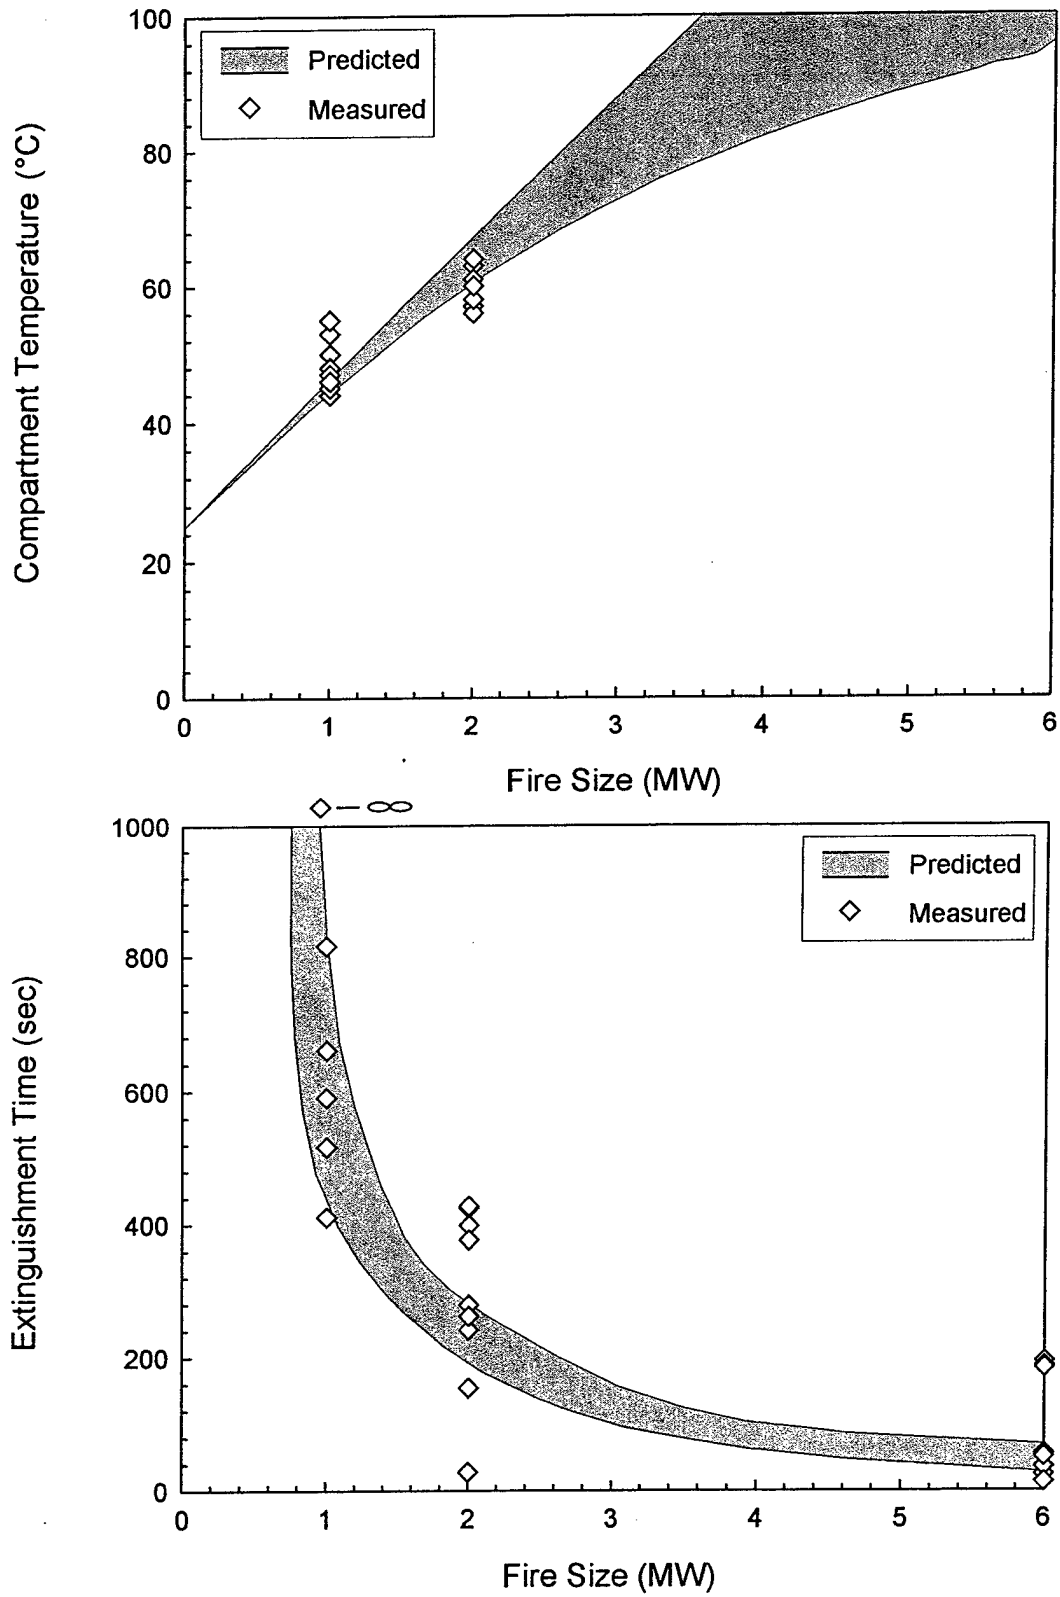 100
80
60
40
20
0
Compartment Temperature (°C)
Predicted
Measured
0 1 2 3 4 5 6
Fire Size (MW)
∞
1000
800
600
400
200
0
Extinguishment Time (sec)
Predicted
Measured
0 1 2 3 4 5 6
Fire Size (MW)